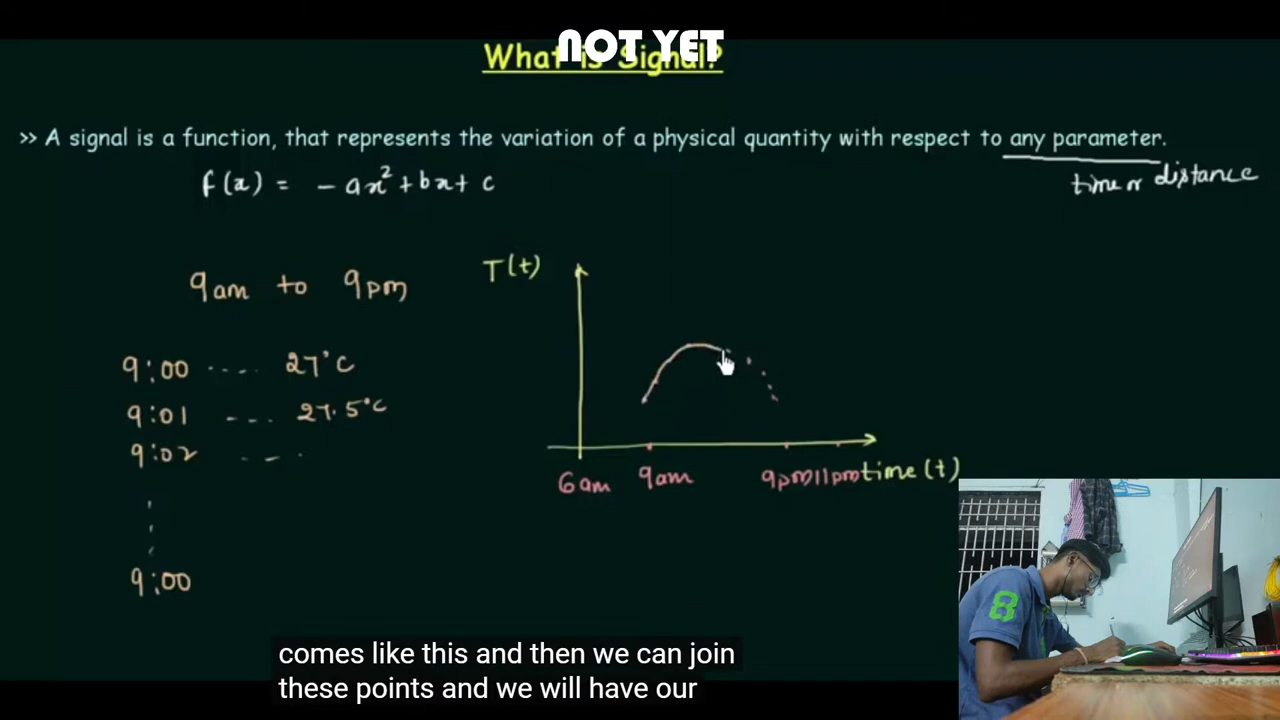 NOT YET
What is Signal?
>> A signal is a function, that represents the variation of a physical quantity with respect to any parameter.
f(x) = -ax²+bx+c
time or distance
9am to 9pm
T(t)
9:00 .... 27°C
9:01 --- 27.5°C
9:02 -- .
9:00
6am 9am 9pm 11pm time (t)
8
comes like this and then we can join
these points and we will have our